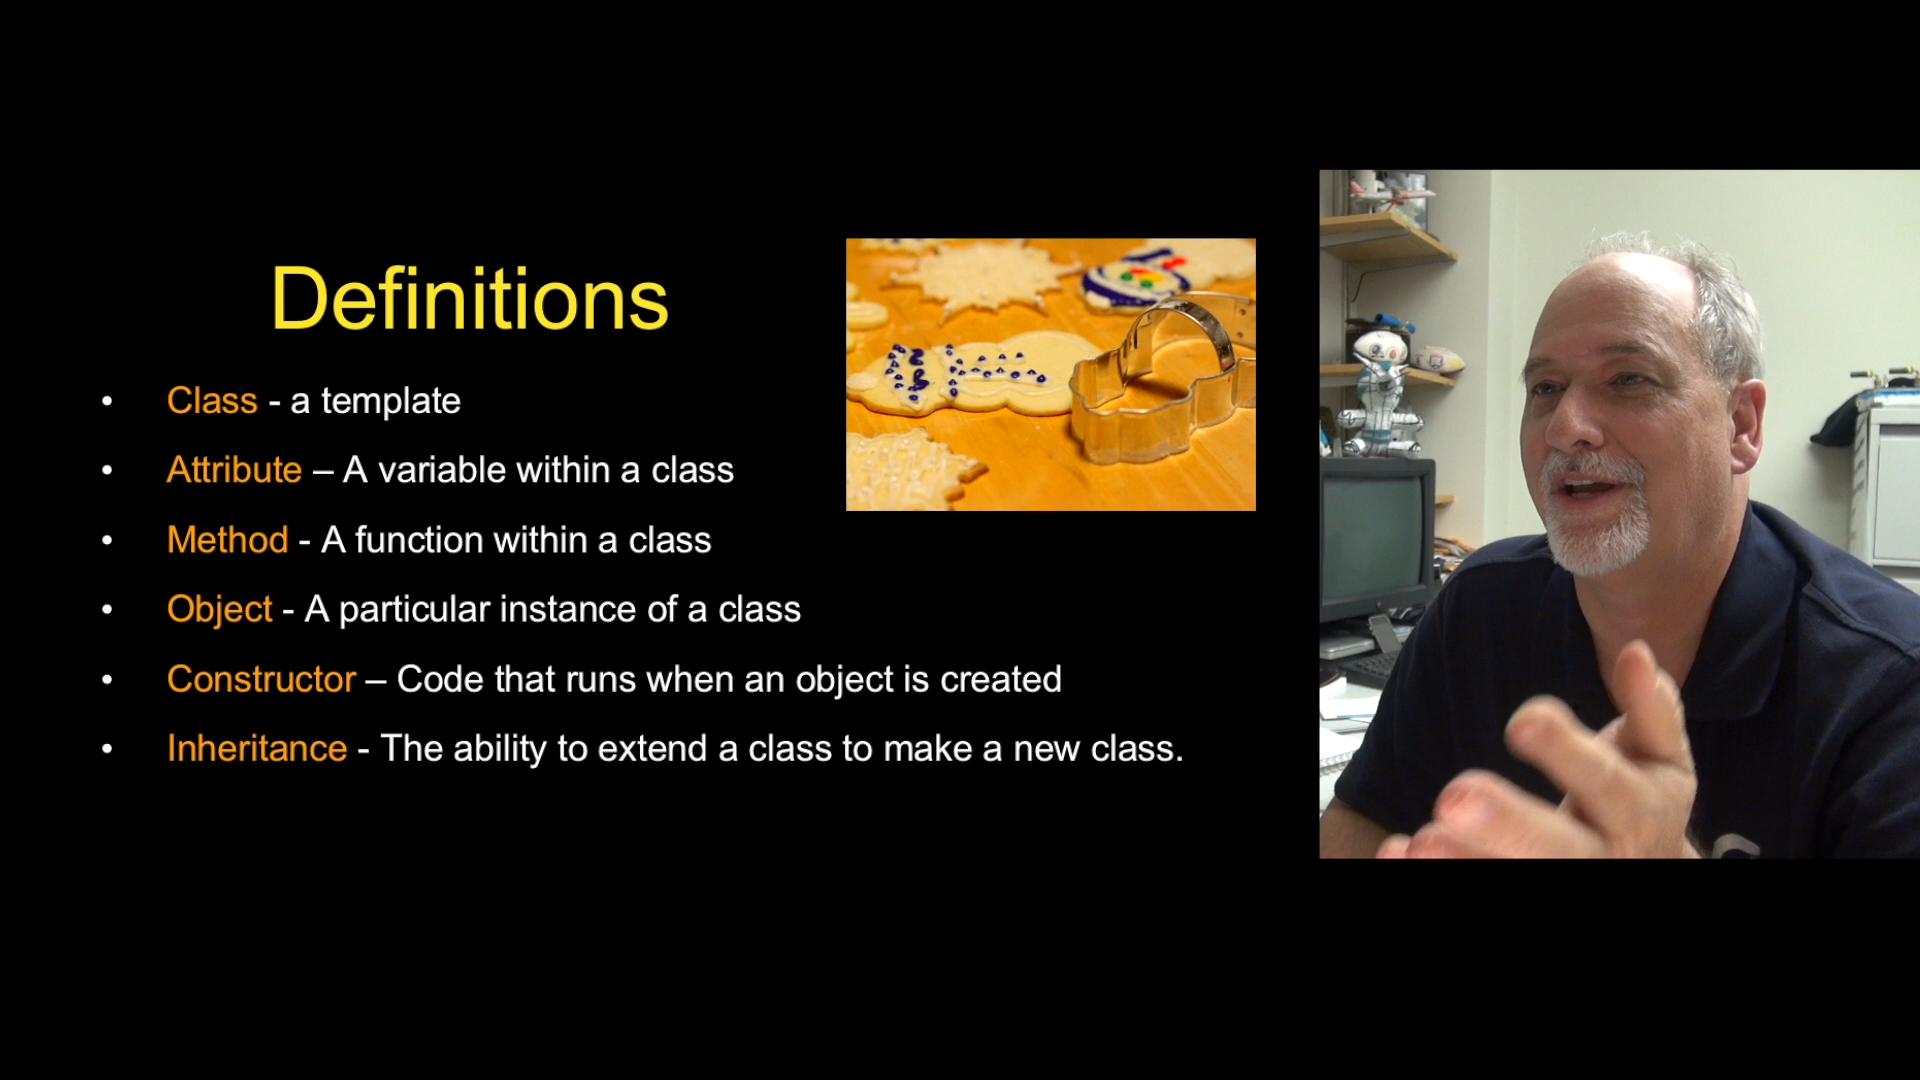 Definitions
• Class - a template
• Attribute – A variable within a class
• Method - A function within a class
• Object - A particular instance of a class
• Constructor – Code that runs when an object is created
• Inheritance - The ability to extend a class to make a new class.